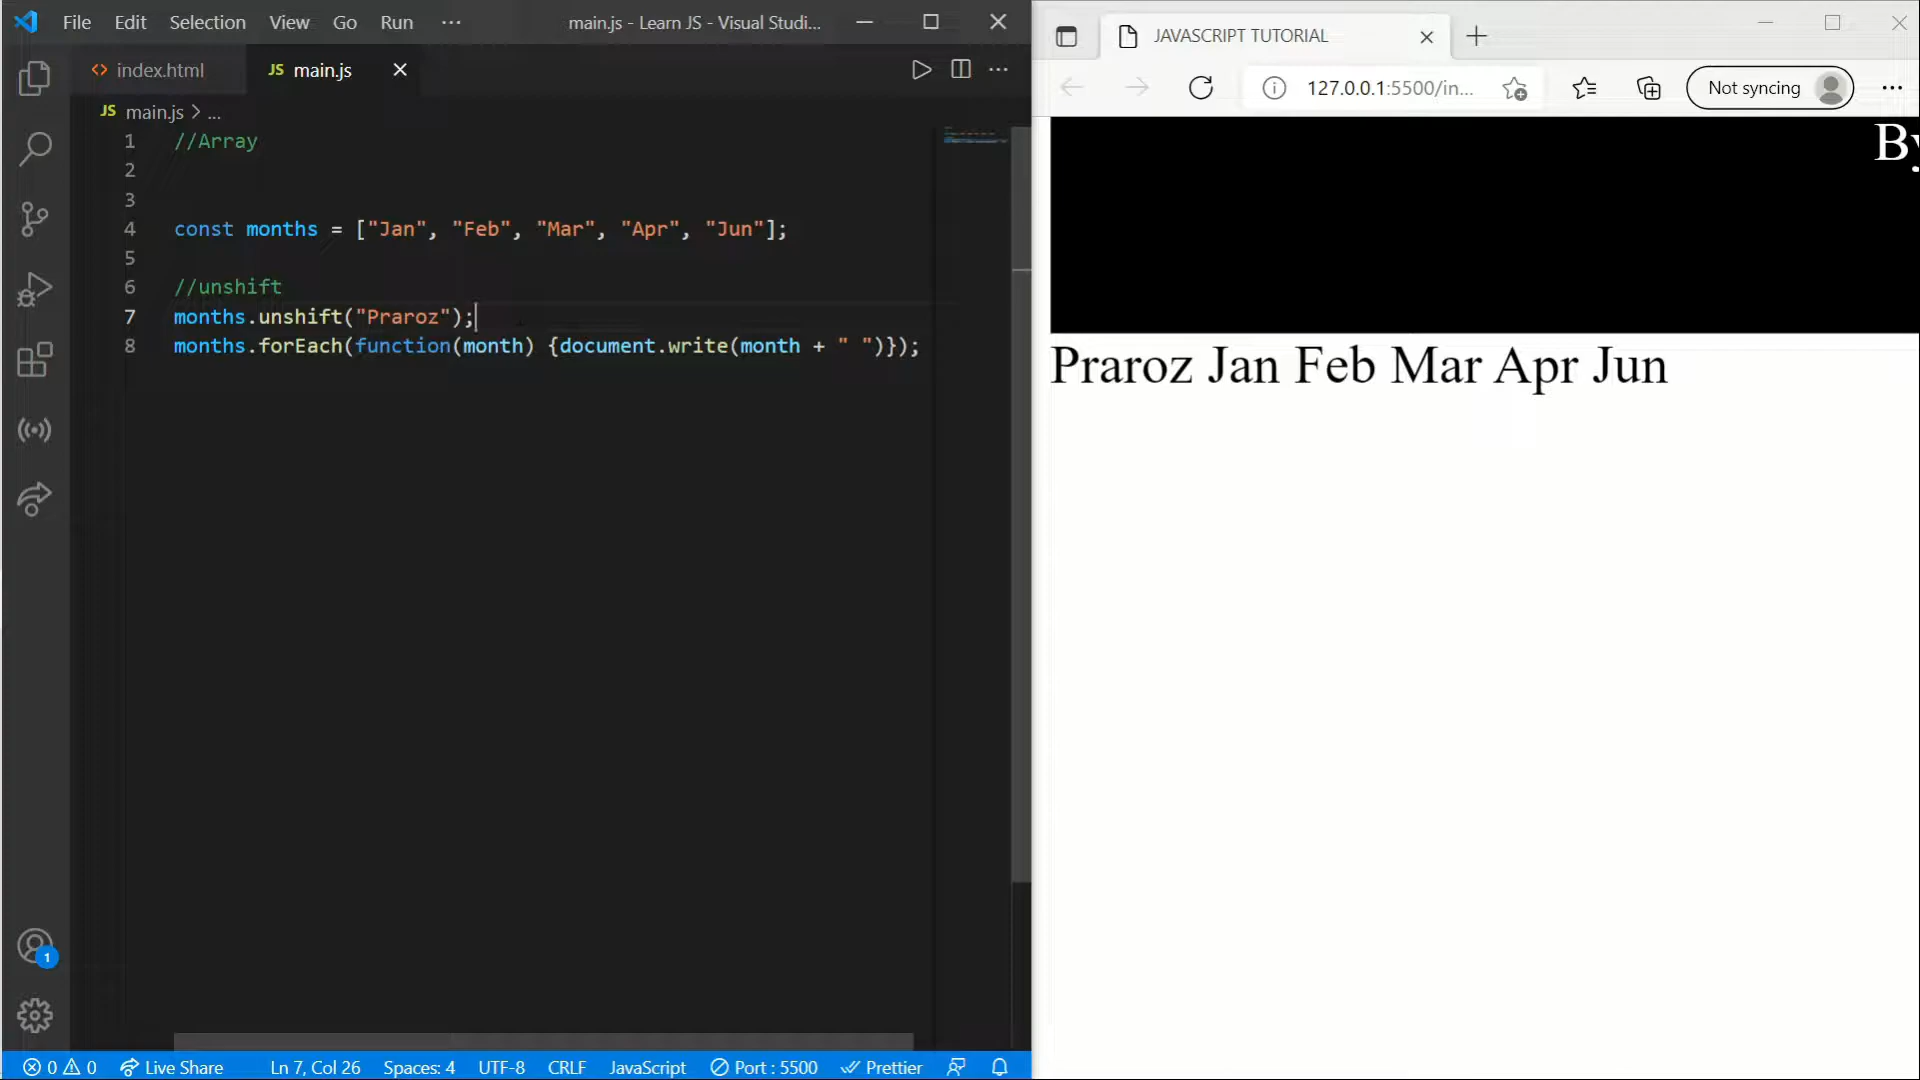 File Edit Selection View Go Run ··· main.js - Learn JS - Visual Studi...
index.html JS main.js
JS main.js > ...
1 //Array
2
3
4 const months = ["Jan", "Feb", "Mar", "Apr", "Jun"];
5
6 //unshift
7 months.unshift("Praroz");
8 months.forEach(function(month) {document.write(month + " ")});
1
0 0 Live Share Ln 7, Col 26 Spaces: 4 UTF-8 CRLF JavaScript Port : 5500 Prettier
JAVASCRIPT TUTORIAL
127.0.0.1:5500/in... Not syncing
By
Praroz Jan Feb Mar Apr Jun